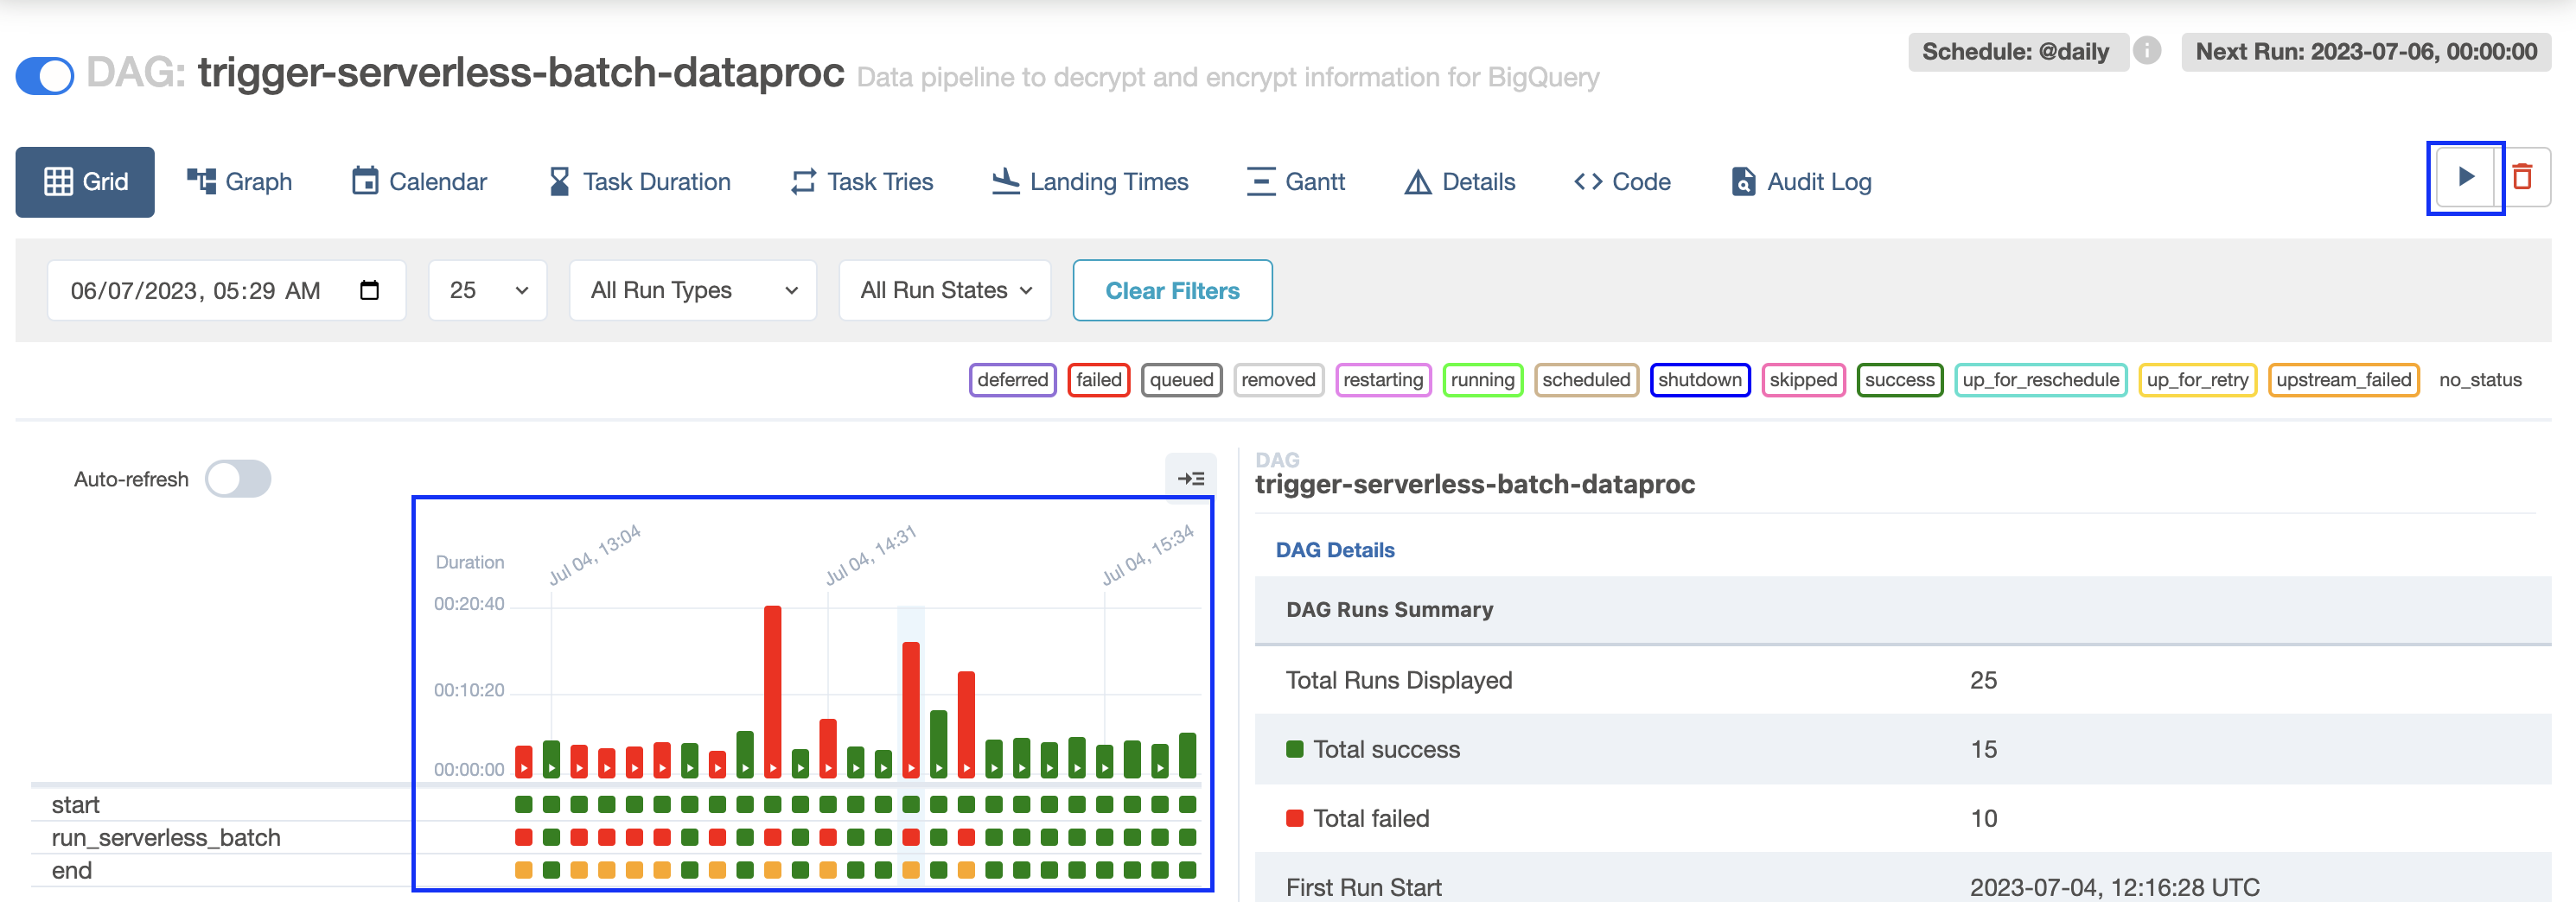 DAG: trigger-serverless-batch-dataproc Data pipeline to decrypt and encrypt information for BigQuery
Schedule: @daily
Next Run: 2023-07-06, 00:00:00
Grid Graph Calendar Task Duration Task Tries Landing Times Gantt Details Code Audit Log
06/07/2023, 05:29 AM 25 All Run Types All Run States Clear Filters
deferred failed queued removed restarting running scheduled shutdown skipped success up_for_reschedule up_for_retry upstream_failed no_status
Auto-refresh
Duration
Jul 04, 13:04
Jul 04, 14:31
Jul 04, 15:34
00:20:40
00:10:20
00:00:00
start
run_serverless_batch
end
DAG
trigger-serverless-batch-dataproc
DAG Details
DAG Runs Summary
Total Runs Displayed 25
Total success 15
Total failed 10
First Run Start 2023-07-04, 12:16:28 UTC